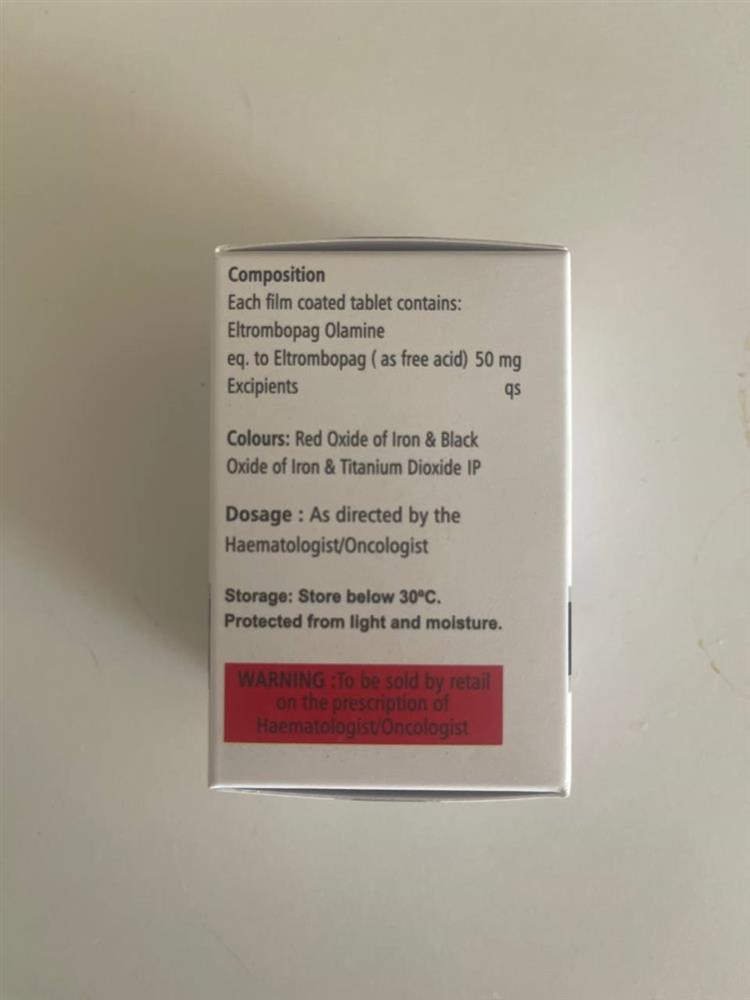 Composition
Each film coated tablet contains:
Eltrombopag Olamine
eq. to Eltrombopag ( as free acid) 50 mg
Excipients qs
Colours: Red Oxide of Iron & Black
Oxide of Iron & Titanium Dioxide IP
Dosage : As directed by the
Haematologist/Oncologist
Storage: Store below 30ºC.
Protected from light and moisture.
WARNING :To be sold by retail
on the prescription of
Haematologist/Oncologist